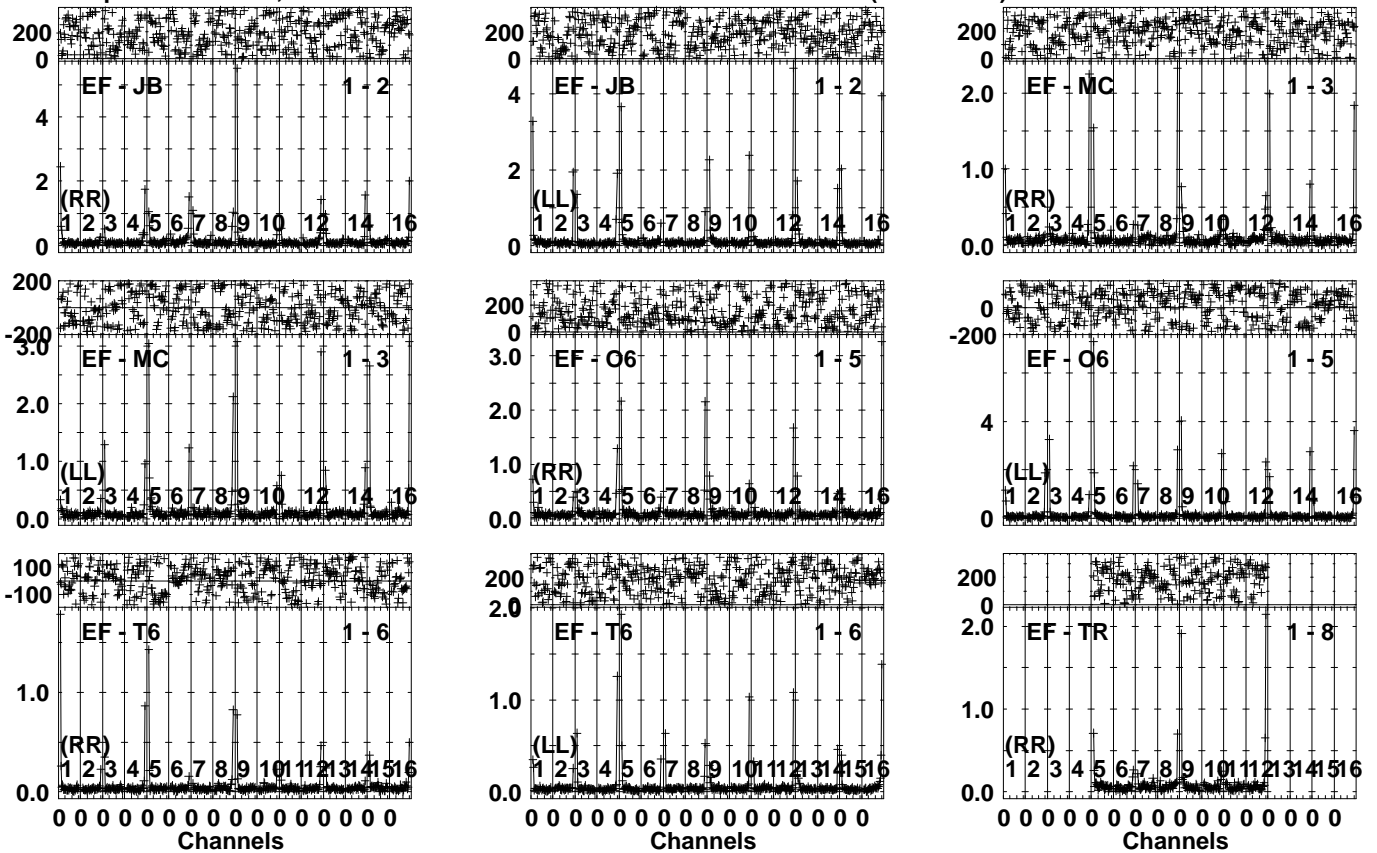 200 200 200
0 0 0
EF - JB 1 - 2 EF - JB 1 - 2 EF - MC 1 - 3
4 4 2.0
2 2 1.0
(RR) (LL) (RR)
1 2 3 4 5 6 7 8 9 10 12 14 16 1 2 3 4 5 6 7 8 9 10 12 14 16 1 2 3 4 5 6 7 8 9 10 12 14 16
0 0 0.0
200 200 0
-200 0 -200
3.0 EF - MC 1 - 3 3.0 EF - O6 1 - 5 EF - O6 1 - 5
2.0 2.0 4
1.0 1.0
(LL) (RR) (LL)
1 2 3 4 5 6 7 8 9 10 12 14 16 1 2 3 4 5 6 7 8 9 10 12 14 16 1 2 3 4 5 6 7 8 9 10 12 14 16
0.0 0.0 0
100 200 200
-100 0 0
EF - T6 1 - 6 2.0 EF - T6 1 - 6 2.0 EF - TR 1 - 8
1.0 1.0 1.0
(RR) (LL) (RR)
1 2 3 4 5 6 7 8 9 10 11 12 13 14 15 16 1 2 3 4 5 6 7 8 9 10 11 12 13 14 15 16 1 2 3 4 5 6 7 8 9 10 11 12 13 14 15 16
0.0 0.0 0.0
0 0 0 0 0 0 0 0 0 0 0 0 0 0 0 0 0 0 0 0 0 0 0 0 0 0 0 0 0 0 0 0 0 0 0 0 0 0 0 0 0 0 0 0 0 0 0 0
Channels Channels Channels